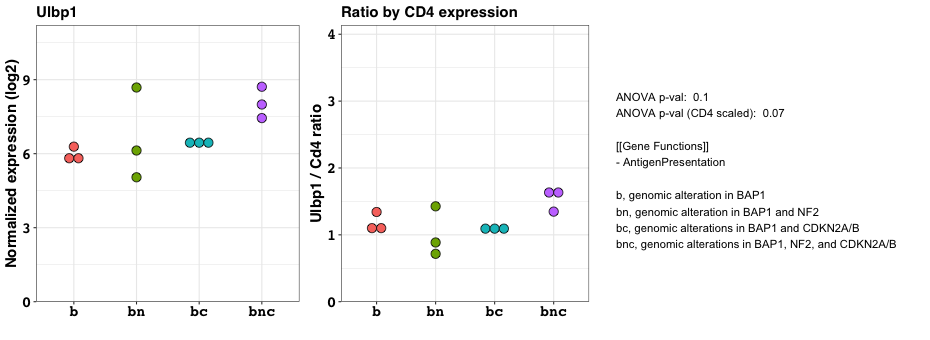 Ulbp1
Normalized expression (log2)
9
6
3
0
b bn bc bnc
Ratio by CD4 expression
Ulbp1 / Cd4 ratio
4
3
2
1
0
b bn bc bnc
ANOVA p-val: 0.1
ANOVA p-val (CD4 scaled): 0.07
[[Gene Functions]]
- AntigenPresentation
b, genomic alteration in BAP1
bn, genomic alteration in BAP1 and NF2
bc, genomic alterations in BAP1 and CDKN2A/B
bnc, genomic alterations in BAP1, NF2, and CDKN2A/B